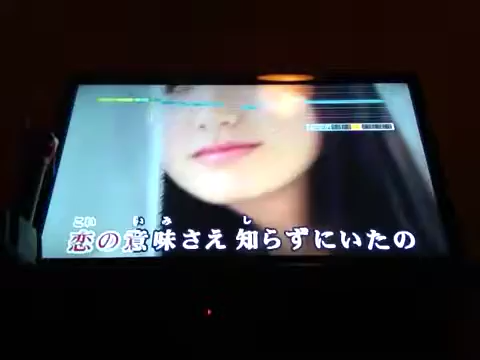 こい い み し
恋の意味さえ 知らずにいたの